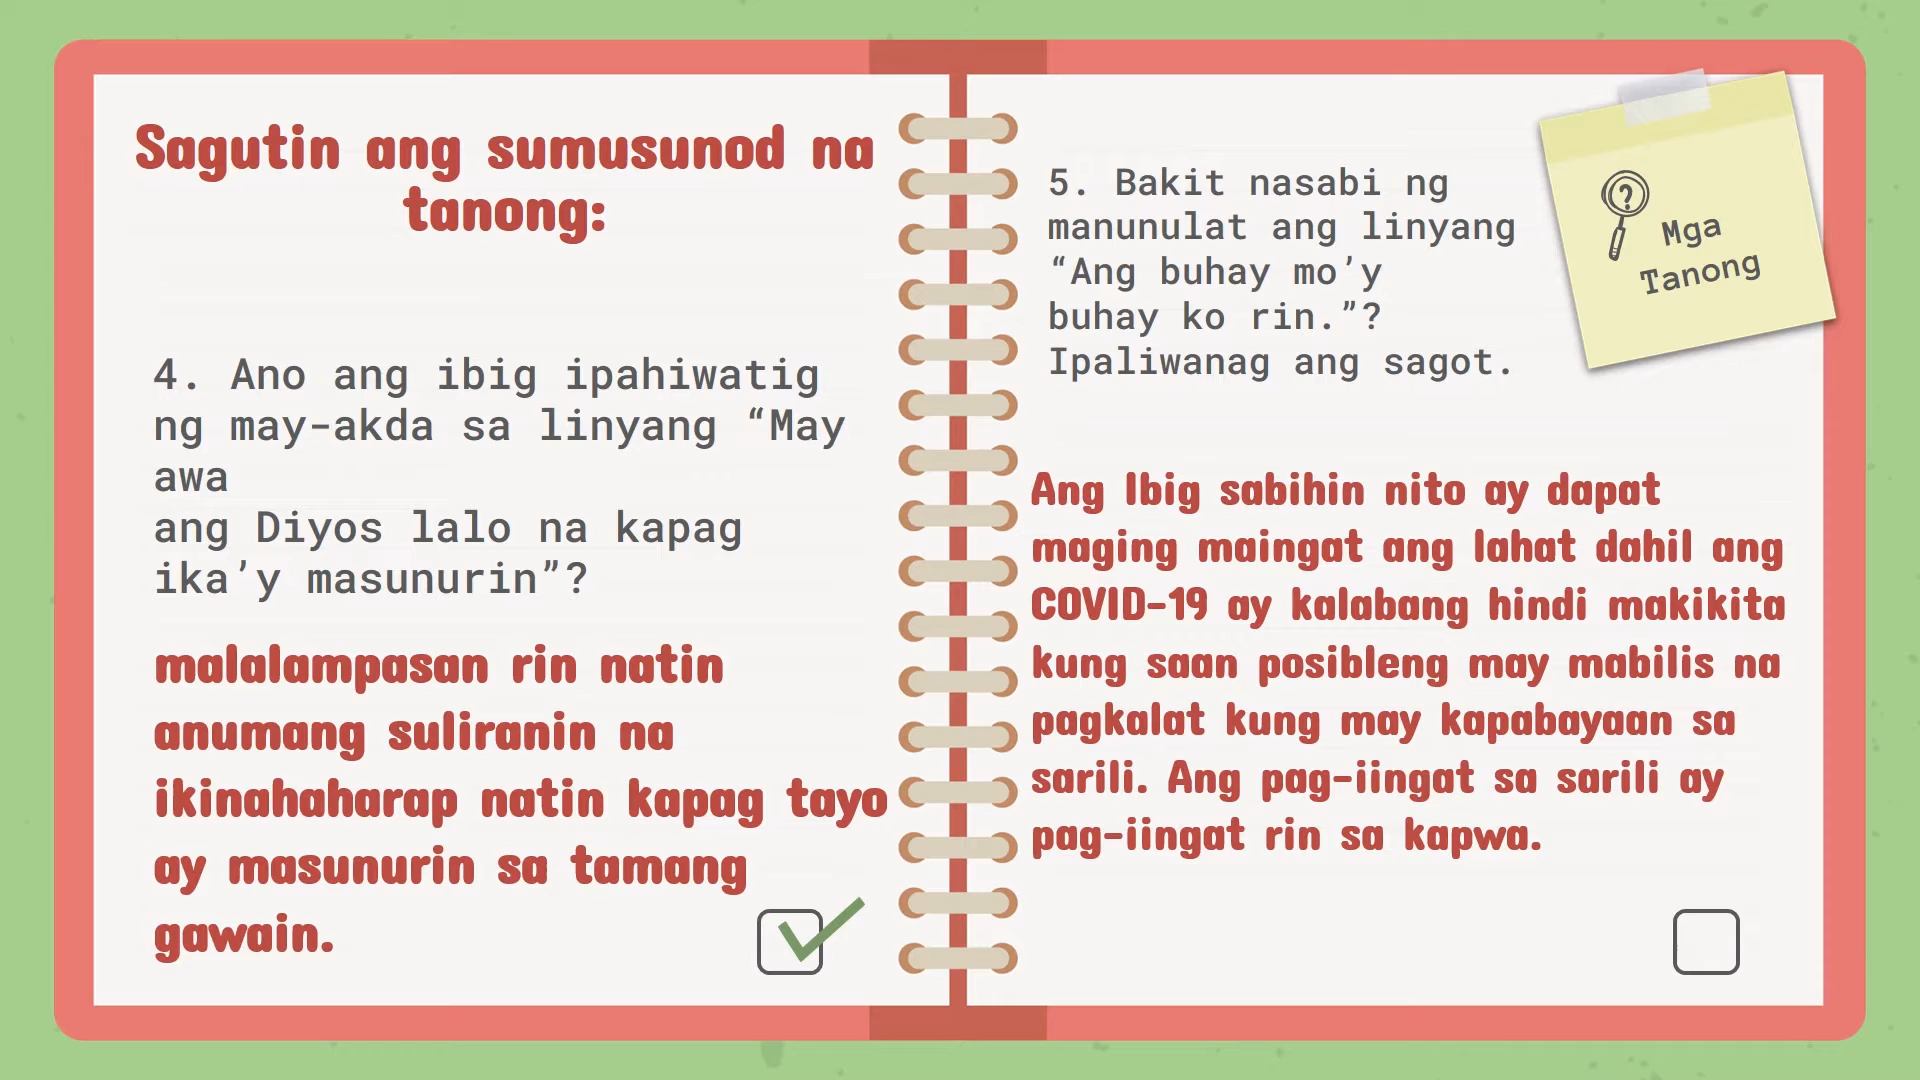 Sagutin ang sumusunod na
tanong:
4. Ano ang ibig ipahiwatig
ng may-akda sa linyang “May
awa
ang Diyos lalo na kapag
ika’y masunurin”?
malalampasan rin natin
anumang suliranin na
ikinahaharap natin kapag tayo
ay masunurin sa tamang
gawain.
5. Bakit nasabi ng
manunulat ang linyang
“Ang buhay mo’y
buhay ko rin.”?
Ipaliwanag ang sagot.
Mga
Tanong
Ang Ibig sabihin nito ay dapat
maging maingat ang lahat dahil ang
COVID-19 ay kalabang hindi makikita
kung saan posibleng may mabilis na
pagkalat kung may kapabayaan sa
sarili. Ang pag-iingat sa sarili ay
pag-iingat rin sa kapwa.